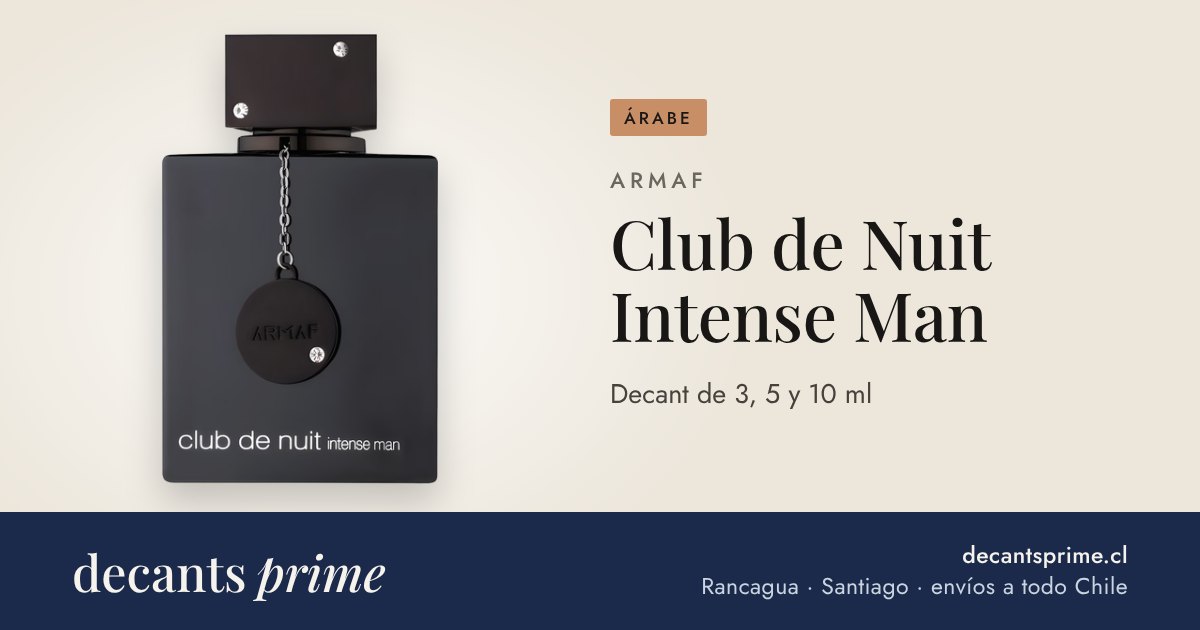 ARMAF
club de nuit intense man
ÁRABE
ARMAF
Club de Nuit
Intense Man
Decant de 3, 5 y 10 ml
decants prime
decantsprime.cl
Rancagua · Santiago · envíos a todo Chile